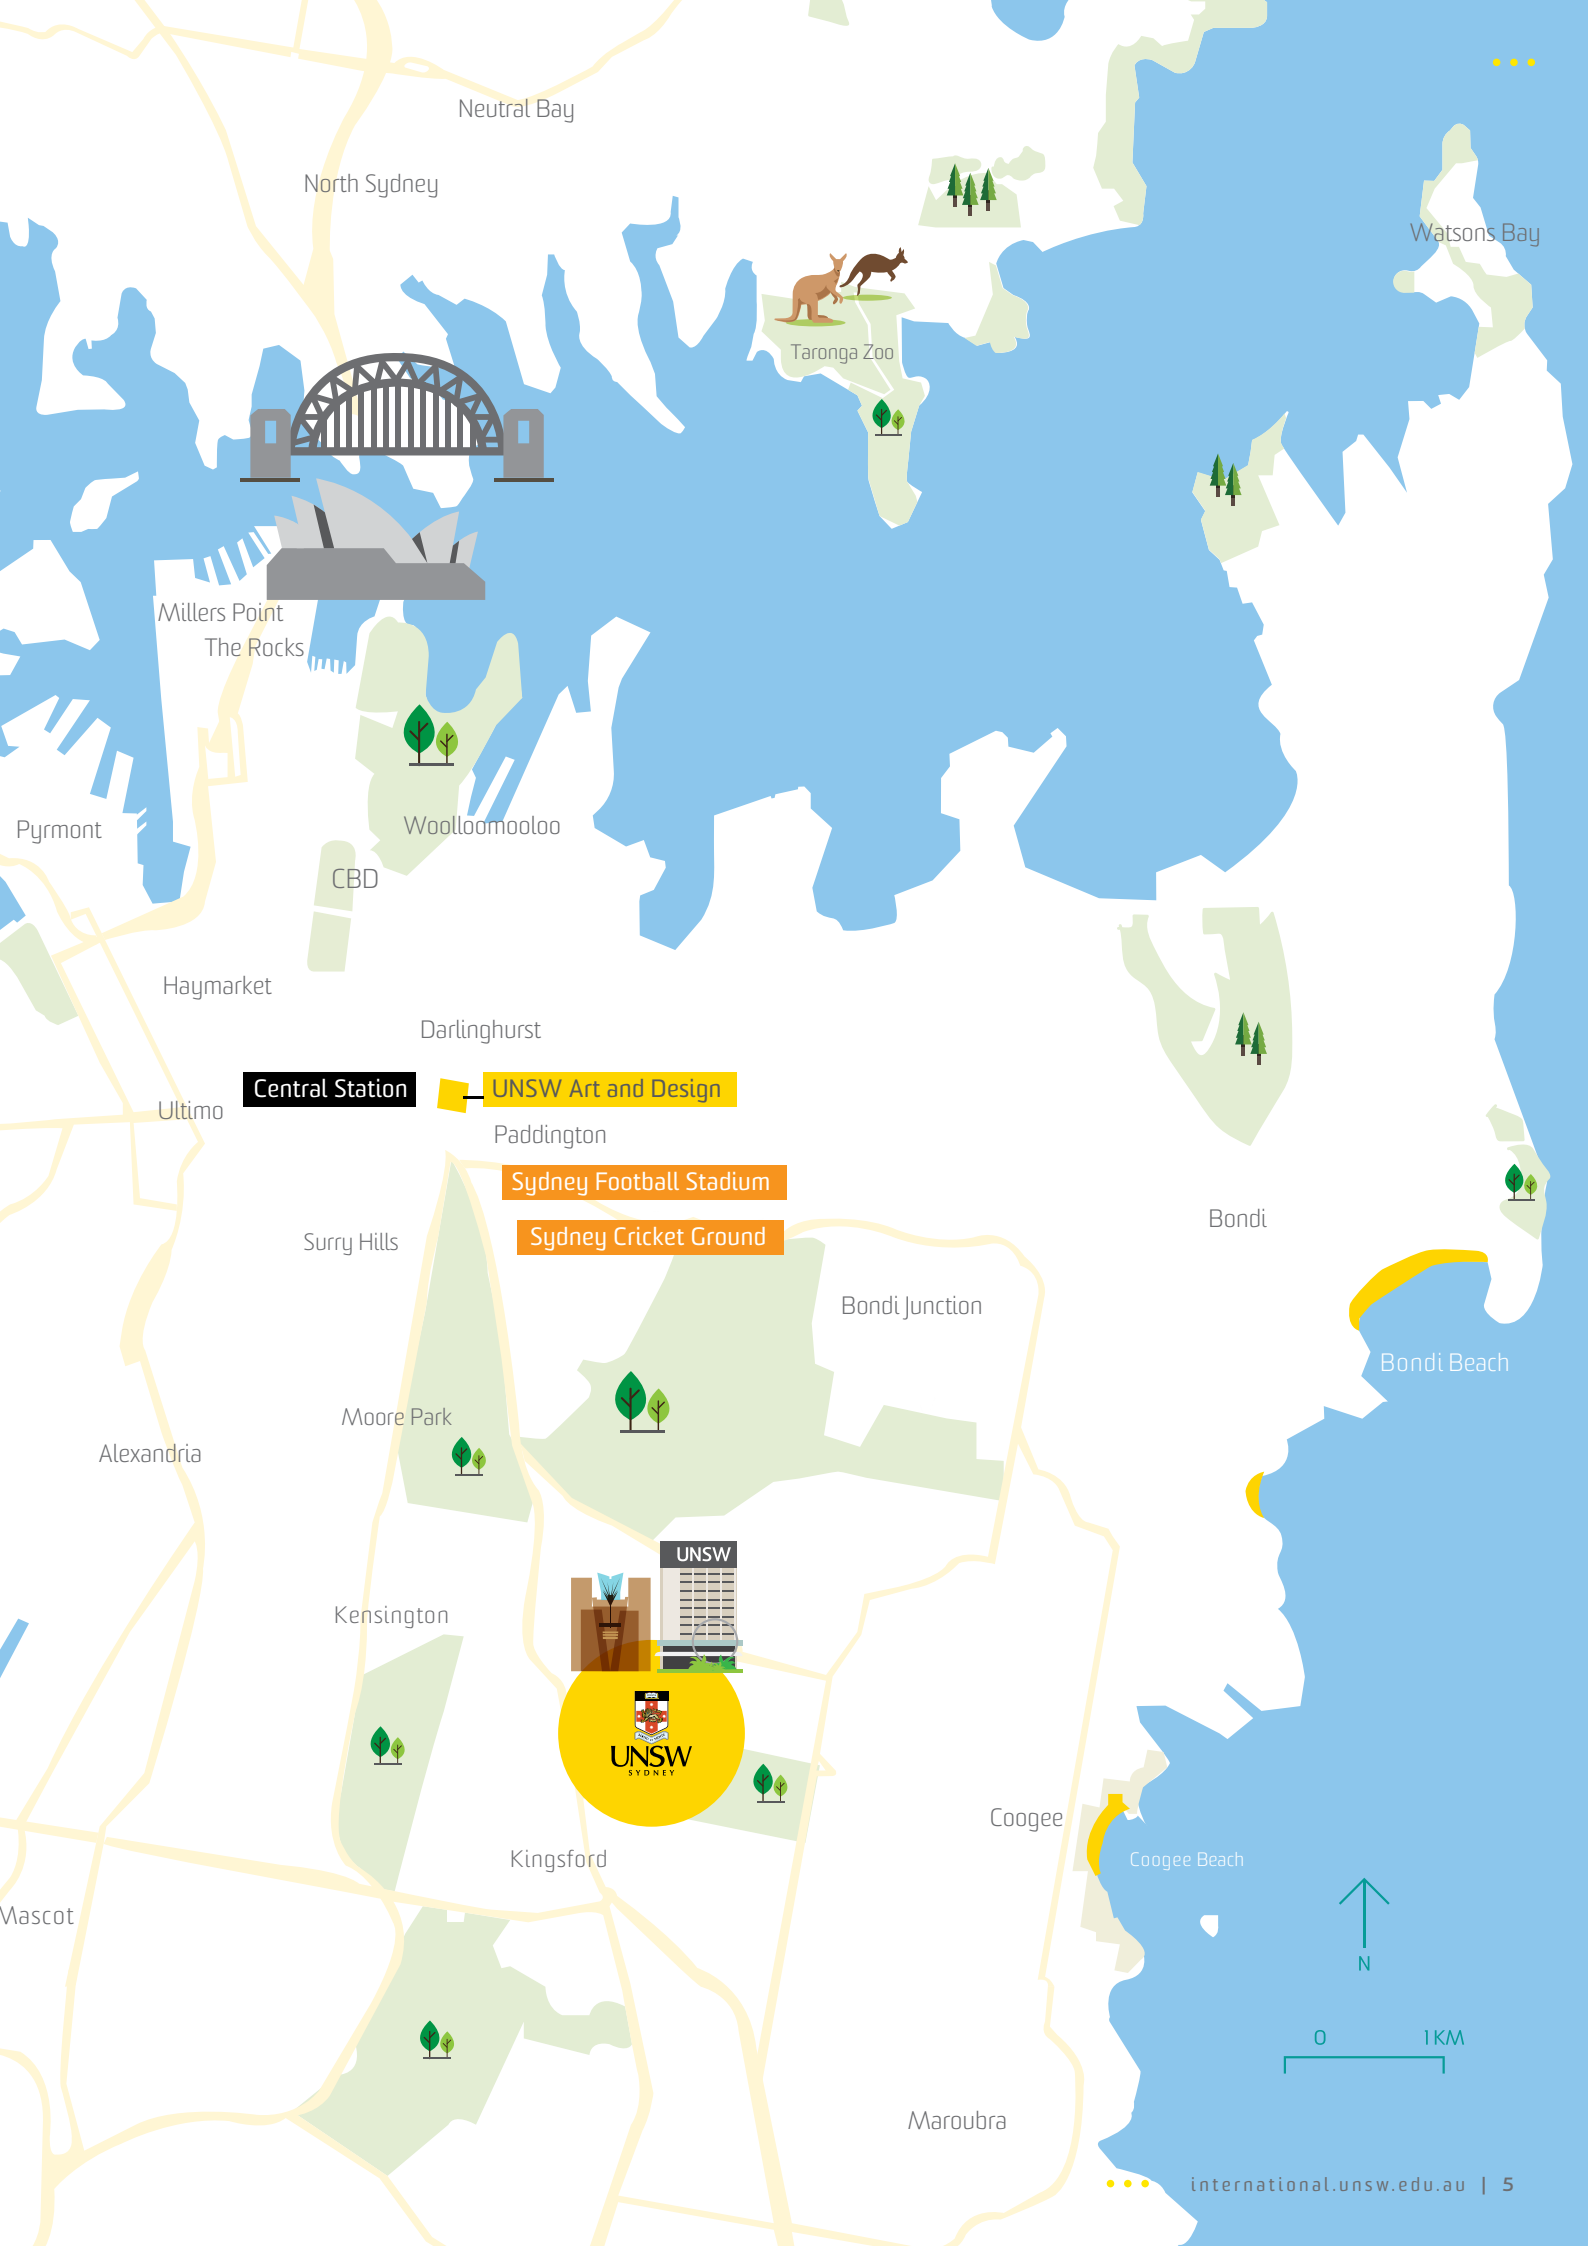 Neutral Bay
North Sydney
Watsons Bay
Taronga Zoo
Millers Point
The Rocks
Pyrmont
Woolloomooloo
CBD
Haymarket
Darlinghurst
Central Station
UNSW Art and Design
Ultimo
Paddington
Sydney Football Stadium
Bondi
Sydney Cricket Ground
Surry Hills
Bondi Junction
Bondi Beach
Moore Park
Alexandria
UNSW
Kensington
UNSW
SYDNEY
Coogee
Kingsford
Coogee Beach
Mascot
N
0 1 KM
Maroubra
international.unsw.edu.au | 5